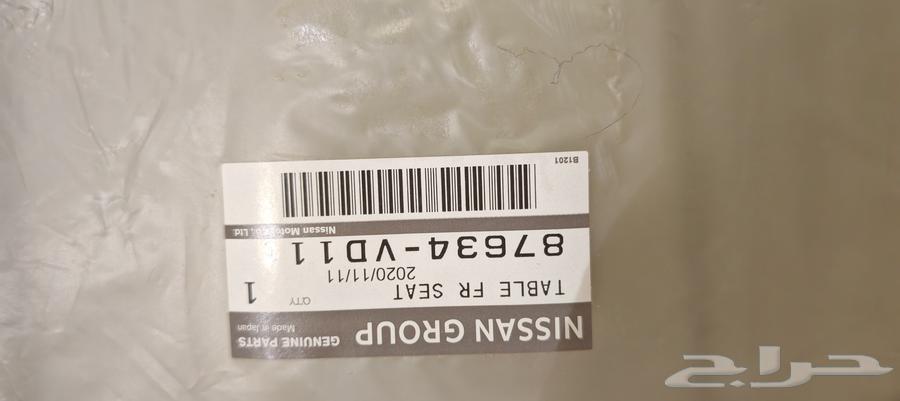 NISSAN GROUP GENUINE PARTS
Made in Japan
TABLE FR SEAT QTY 1
2020/11/11
87634-VD11
Nissan Motor Co., Ltd.
B1201
حراج